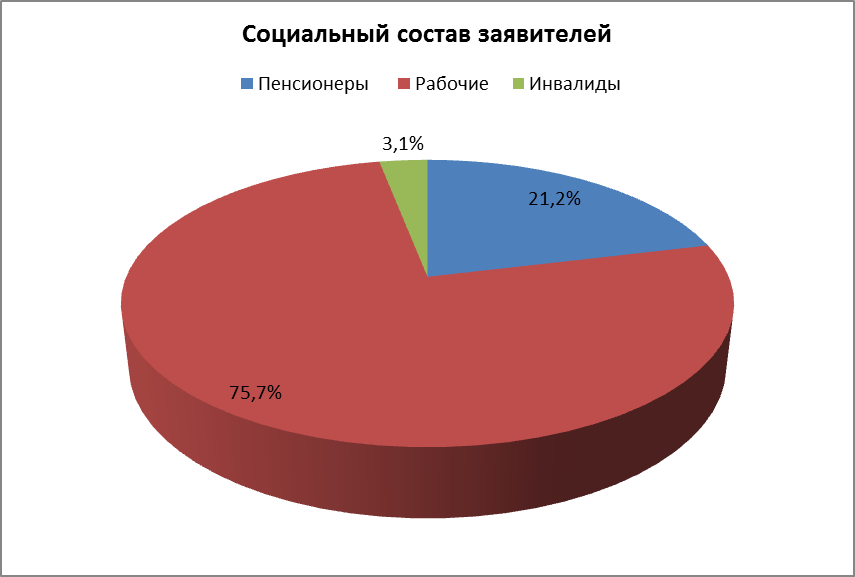 Социальный состав заявителей
Пенсионеры Рабочие Инвалиды
3,1%
21,2%
75,7%